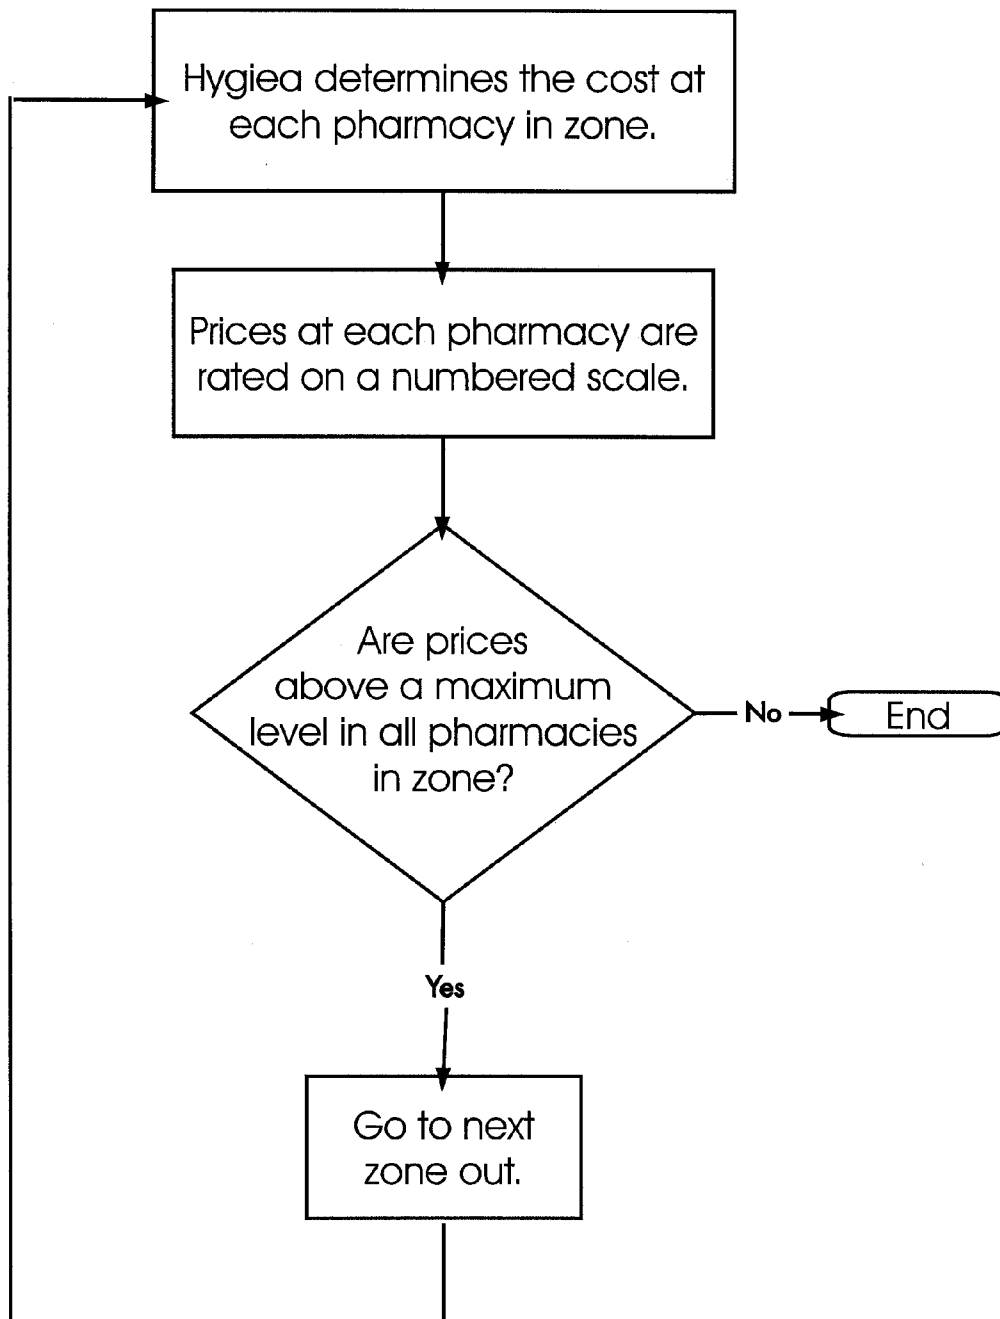 Hygiea determines the cost at
each pharmacy in zone.
Prices at each pharmacy are
rated on a numbered scale.
Are prices
above a maximum
level in all pharmacies
in zone?
No
End
Yes
Go to next
zone out.